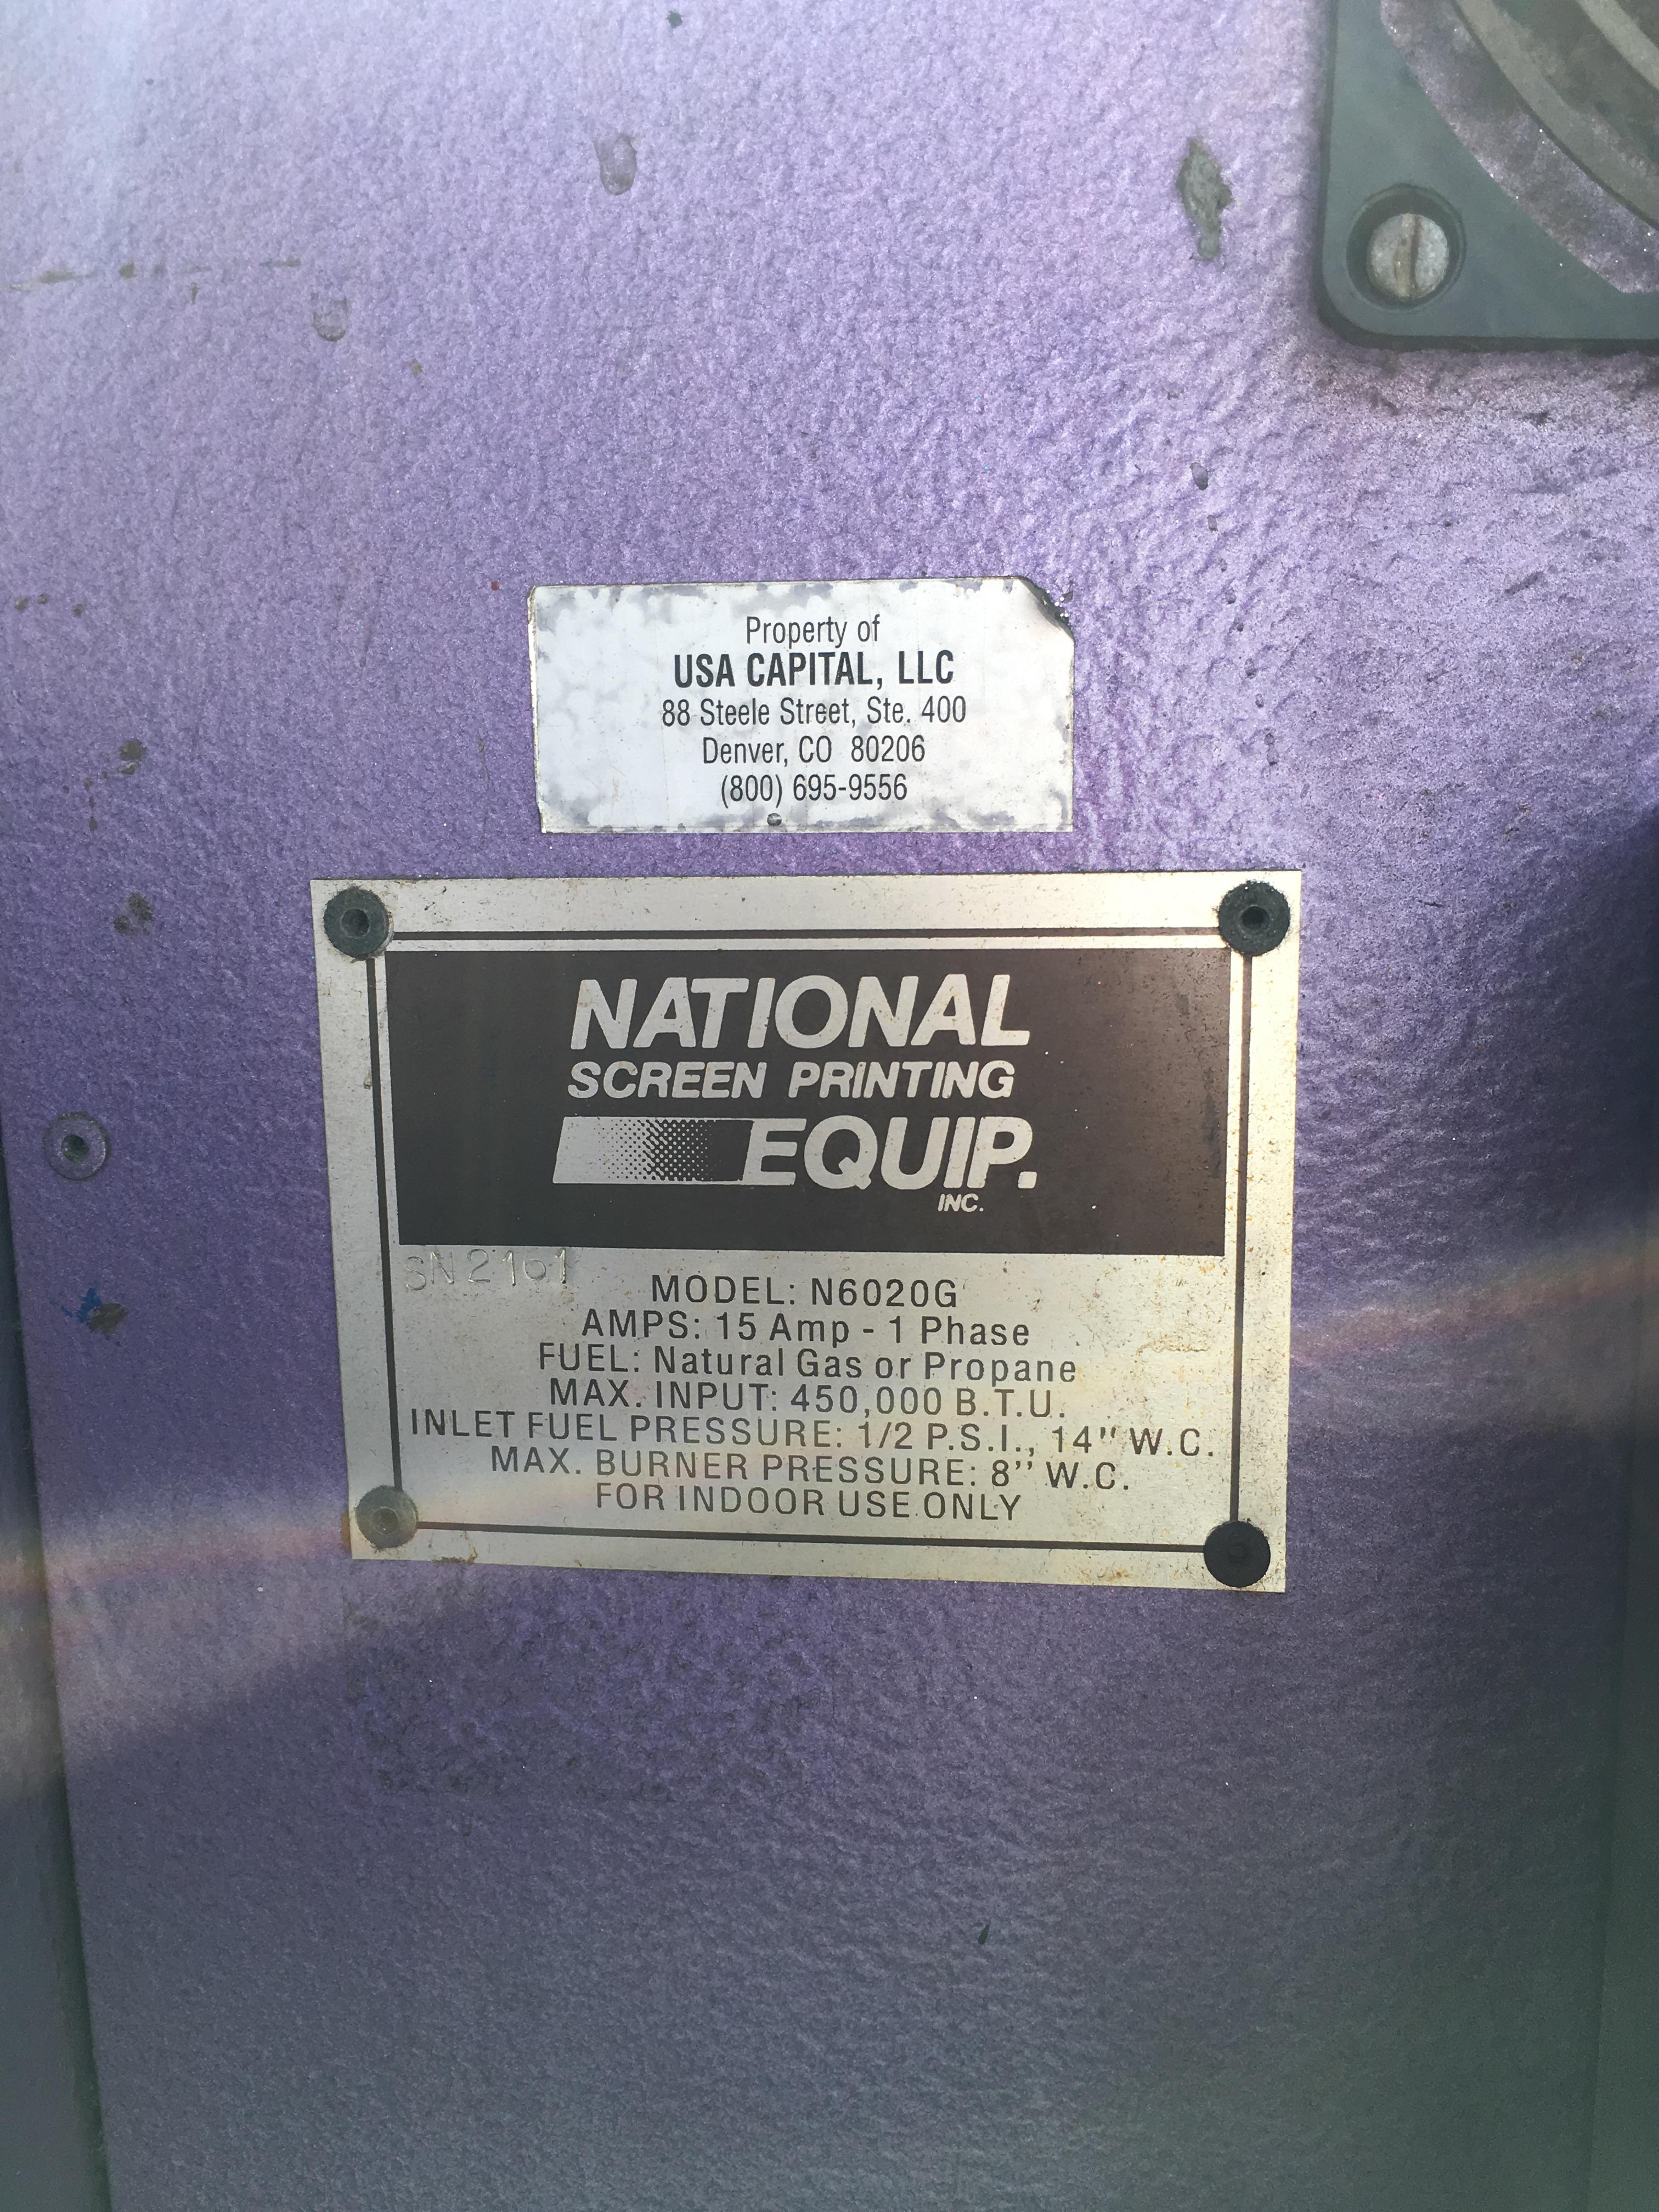 Property of
USA CAPITAL, LLC
88 Steele Street, Ste. 400
Denver, CO 80206
(800) 695-9556
NATIONAL
SCREEN PRINTING
EQUIP.
INC.
SN 2161
MODEL: N6020G
AMPS: 15 Amp - 1 Phase
FUEL: Natural Gas or Propane
MAX. INPUT: 450,000 B.T.U.
INLET FUEL PRESSURE: 1/2 P.S.I., 14" W.C.
MAX. BURNER PRESSURE: 8'' W.C.
FOR INDOOR USE ONLY